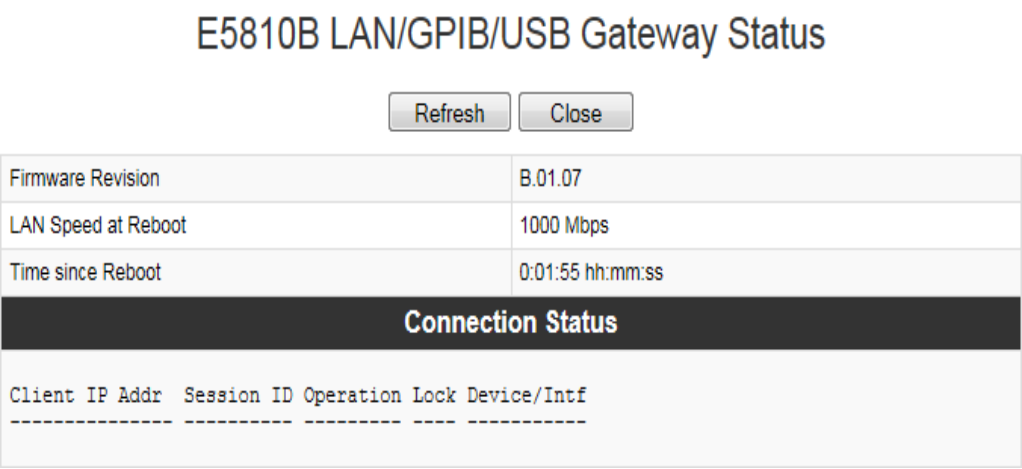 E5810B LAN/GPIB/USB Gateway Status
Refresh Close
Firmware Revision B.01.07
LAN Speed at Reboot 1000 Mbps
Time since Reboot 0:01:55 hh:mm:ss
Connection Status
Client IP Addr  Session ID Operation Lock Device/Intf
--------------- ---------- --------- ---- -----------